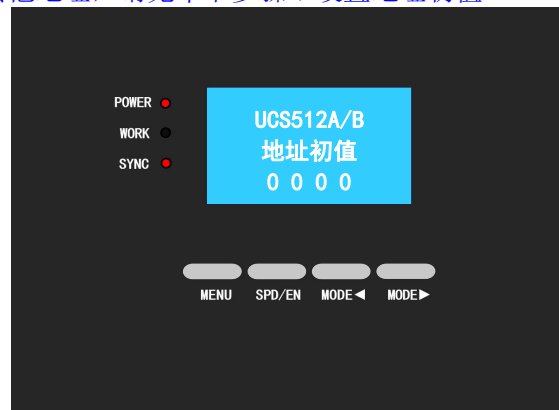 POWER
WORK
SYNC
UCS512A/B
地址初值
0 0 0 0
MENU SPD/EN MODE◀ MODE▶